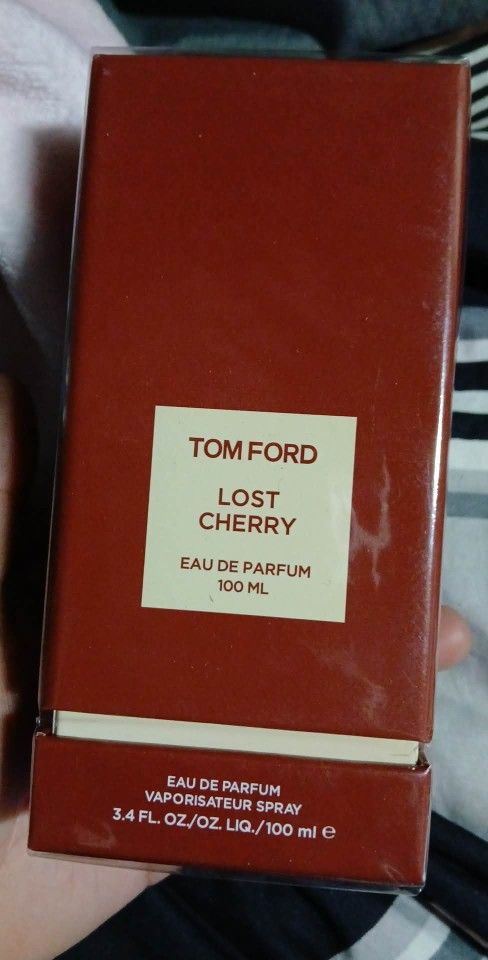 TOM FORD
LOST
CHERRY
EAU DE PARFUM
100 ML
EAU DE PARFUM
VAPORISATEUR SPRAY
3.4 FL. OZ./OZ. LIQ./100 ml ℮